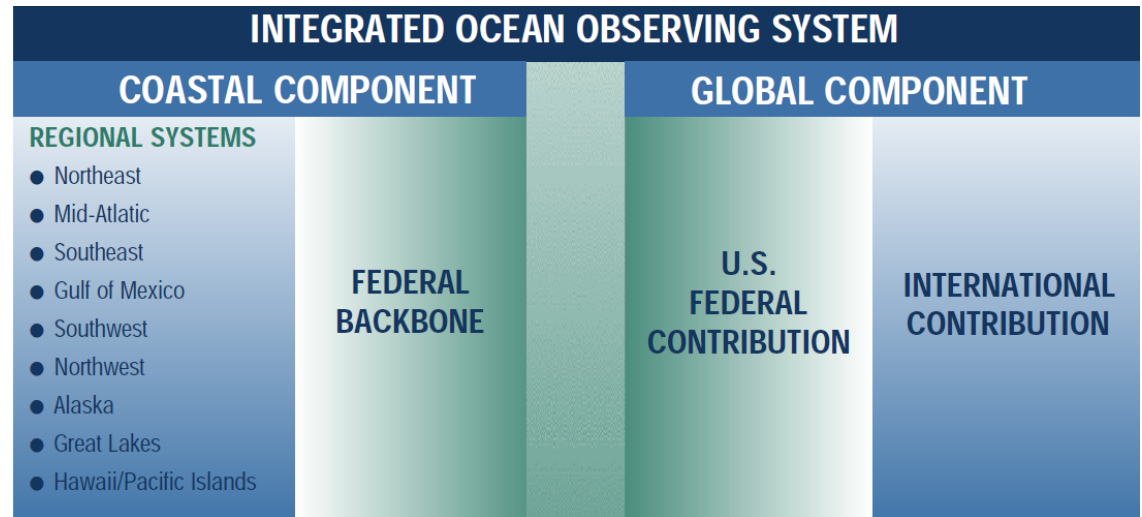 INTEGRATED OCEAN OBSERVING SYSTEM
COASTAL COMPONENT
REGIONAL SYSTEMS
● Northeast
● Mid-Atlatic
● Southeast
● Gulf of Mexico
● Southwest
● Northwest
● Alaska
● Great Lakes
● Hawaii/Pacific Islands
FEDERAL
BACKBONE
GLOBAL COMPONENT
U.S.
FEDERAL
CONTRIBUTION
INTERNATIONAL
CONTRIBUTION